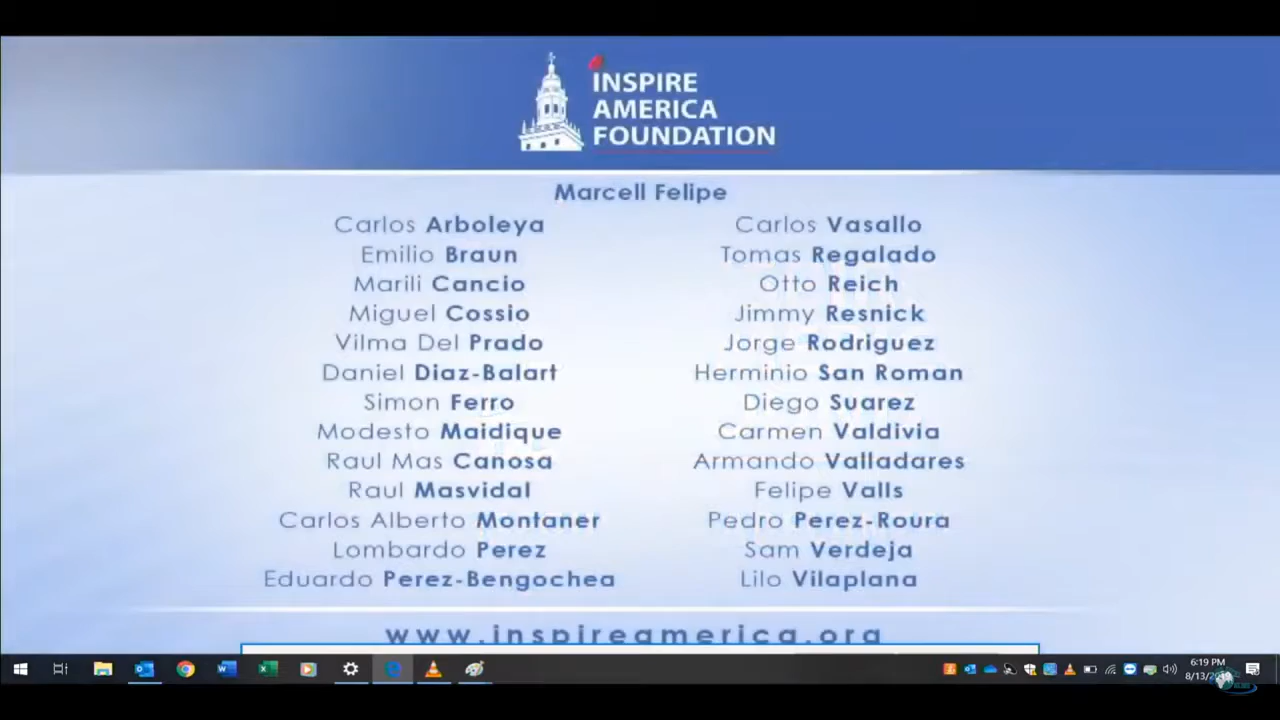 INSPIRE
AMERICA
FOUNDATION
Marcell Felipe
Carlos Arboleya
Emilio Braun
Marili Cancio
Miguel Cossio
Vilma Del Prado
Daniel Diaz-Balart
Simon Ferro
Modesto Maidique
Raul Mas Canosa
Raul Masvidal
Carlos Alberto Montaner
Lombardo Perez
Eduardo Perez-Bengochea
Carlos Vasallo
Tomas Regalado
Otto Reich
Jimmy Resnick
Jorge Rodriguez
Herminio San Roman
Diego Suarez
Carmen Valdivia
Armando Valladares
Felipe Valls
Pedro Perez-Roura
Sam Verdeja
Lilo Vilaplana
www.inspireamerica.org
6:19 PM